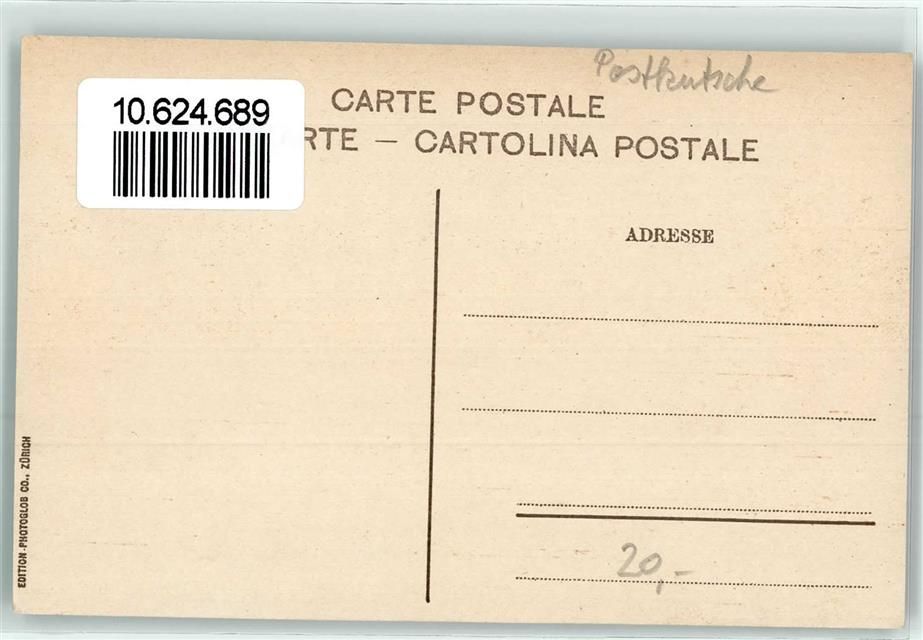 Postkutsche
10.624.689
CARTE POSTALE
RTE – CARTOLINA POSTALE
ADRESSE
EDITION-PHOTOGLOB CO., ZÜRICH
20,-